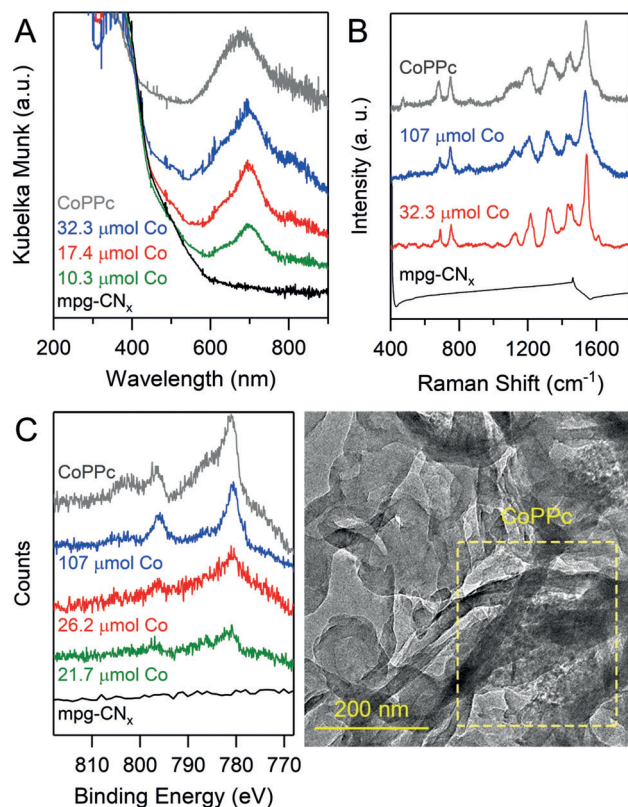 A
Kubelka Munk (a.u.)
CoPPc
32.3 μmol Co
17.4 μmol Co
10.3 μmol Co
mpg-CNx
200 400 600 800
Wavelength (nm)
B
Intensity (a. u.)
CoPPc
107 μmol Co
32.3 μmol Co
mpg-CNx
400 800 1200 1600
Raman Shift (cm-1)
C
Counts
CoPPc
107 μmol Co
26.2 μmol Co
21.7 μmol Co
mpg-CNx
810 800 790 780 770
Binding Energy (eV)
CoPPc
200 nm